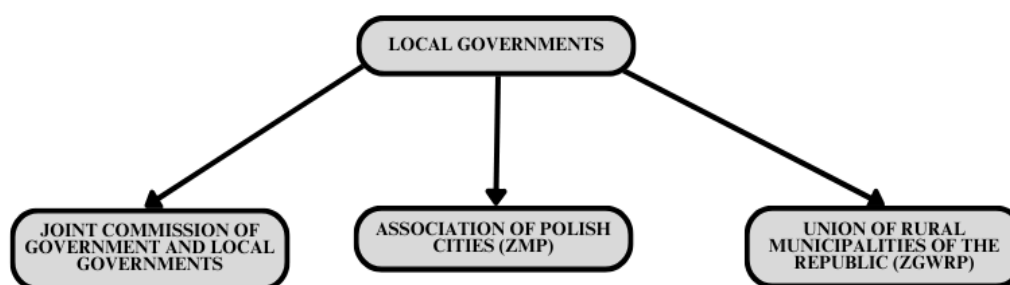 LOCAL GOVERNMENTS
JOINT COMMISSION OF
GOVERNMENT AND LOCAL
GOVERNMENTS
ASSOCIATION OF POLISH
CITIES (ZMP)
UNION OF RURAL
MUNICIPALITIES OF THE
REPUBLIC (ZGWRP)